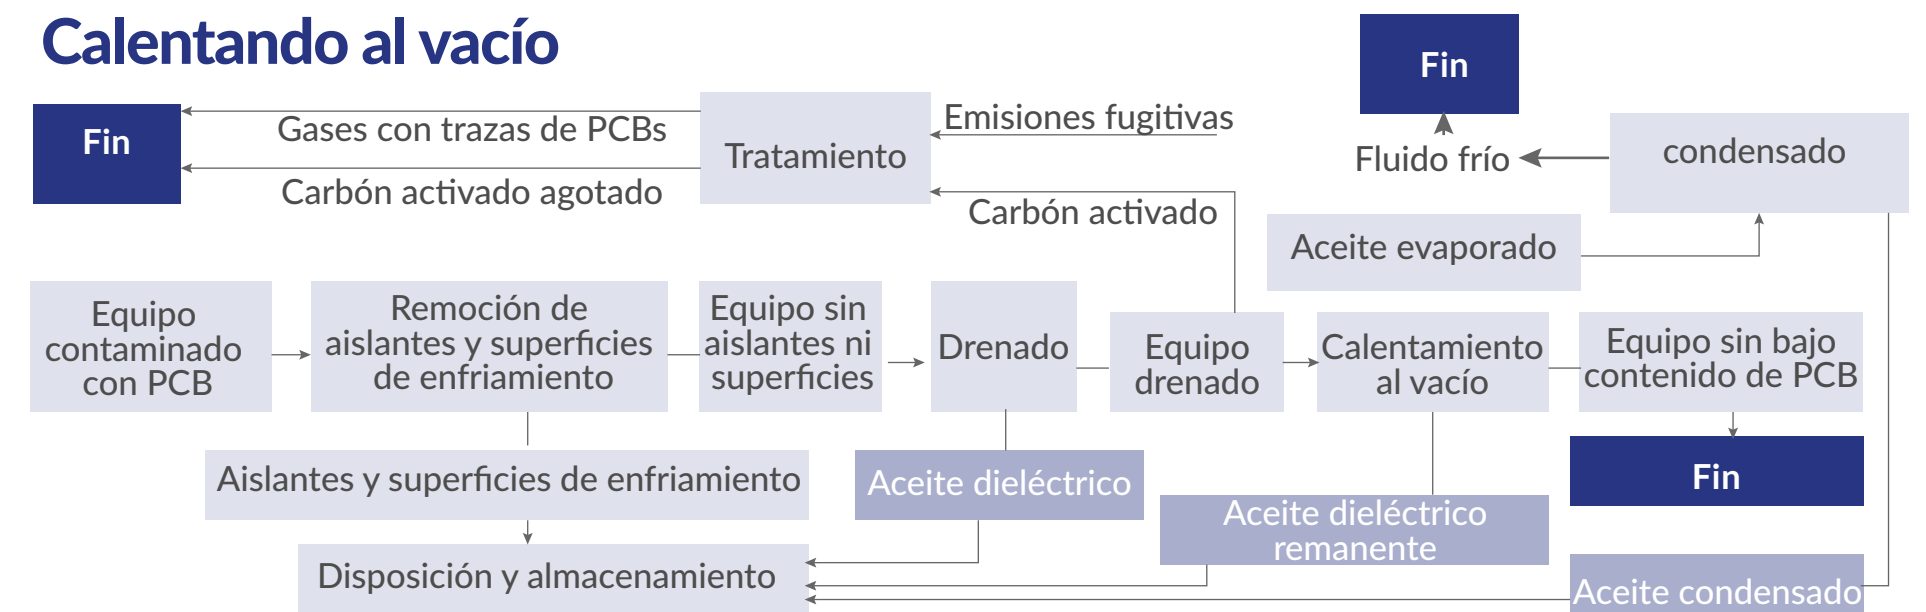 Calentando al vacío
Fin
Fin
Gases con trazas de PCBs
Carbón activado agotado
Tratamiento
Emisiones fugitivas
Carbón activado
Fluido frío
condensado
Aceite evaporado
Equipo
contaminado
con PCB
Remoción de
aislantes y superficies
de enfriamiento
Equipo sin
aislantes ni
superficies
Drenado
Equipo
drenado
Calentamiento
al vacío
Equipo sin bajo
contenido de PCB
Aislantes y superficies de enfriamiento
Aceite dieléctrico
Aceite dieléctrico
remanente
Fin
Disposición y almacenamiento
Aceite condensado